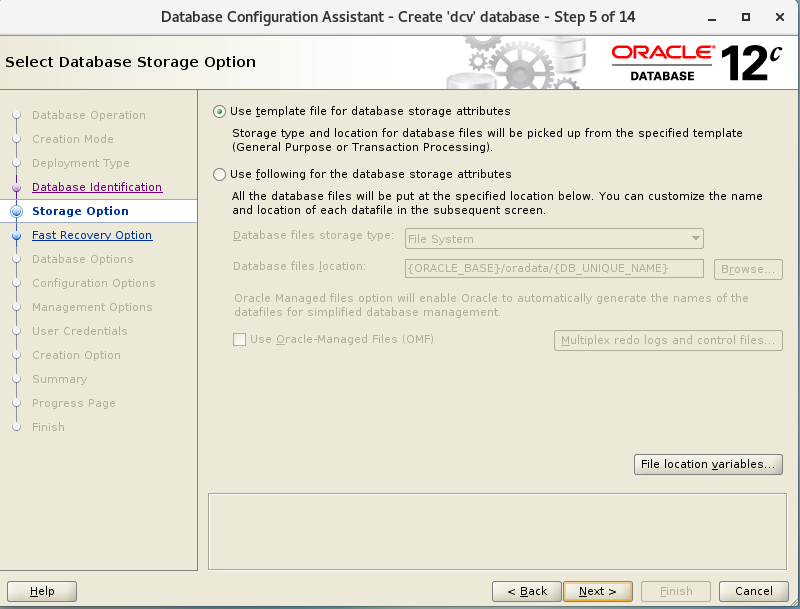 Database Configuration Assistant - Create 'dcv' database - Step 5 of 14
Select Database Storage Option
ORACLE®
DATABASE
12c
Database Operation
Creation Mode
Deployment Type
Database Identification
Storage Option
Fast Recovery Option
Database Options
Configuration Options
Management Options
User Credentials
Creation Option
Summary
Progress Page
Finish
Use template file for database storage attributes
Storage type and location for database files will be picked up from the specified template
(General Purpose or Transaction Processing).
Use following for the database storage attributes
All the database files will be put at the specified location below. You can customize the name
and location of each datafile in the subsequent screen.
Database files storage type: File System
Database files location: {ORACLE_BASE}/oradata/{DB_UNIQUE_NAME} Browse...
Oracle Managed files option will enable Oracle to automatically generate the names of the
datafiles for simplified database management.
Use Oracle-Managed Files (OMF) Multiplex redo logs and control files...
File location variables...
Help < Back Next > Finish Cancel